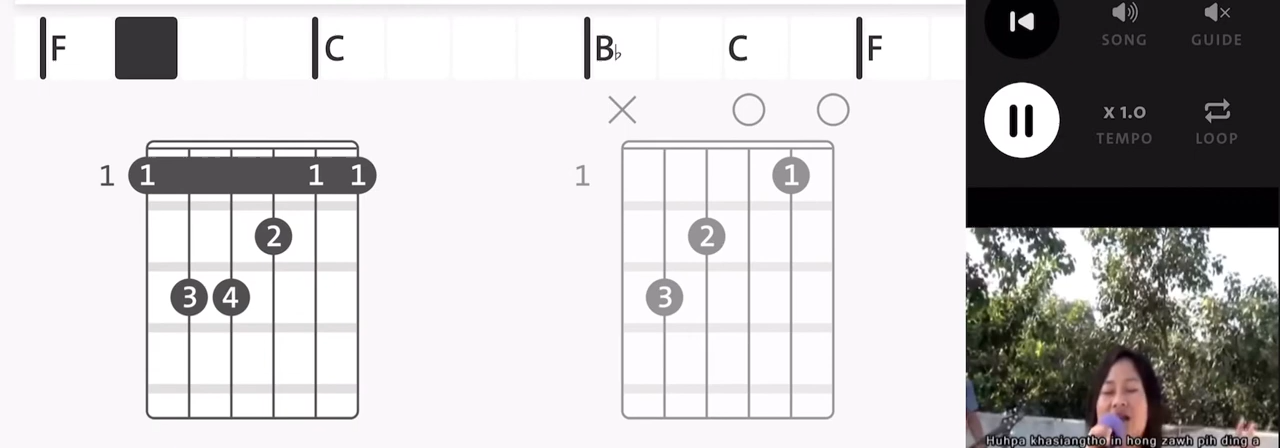 F C B♭ C F
SONG GUIDE
X 1.0
TEMPO LOOP
1 1 1 1
2
3 4
1 1
2
3
Huhpa khasiangtho in hong zawh pih ding a